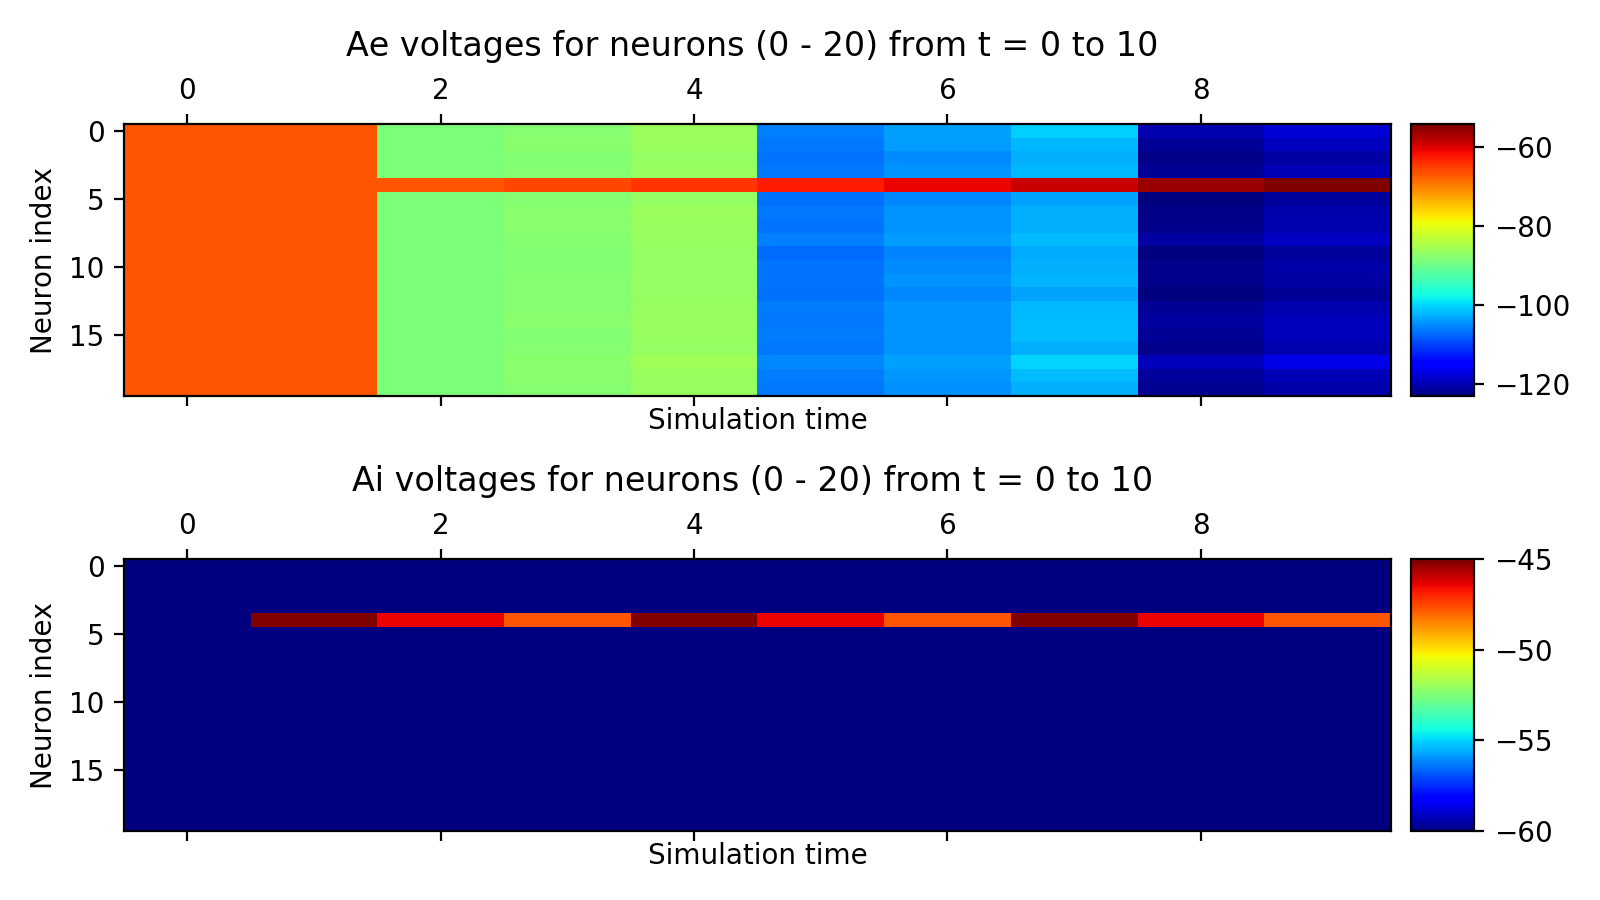 Ae voltages for neurons (0 - 20) from t = 0 to 10
0 2 4 6 8
0
5
10
15
Neuron index
Simulation time
−60
−80
−100
−120
Ai voltages for neurons (0 - 20) from t = 0 to 10
0 2 4 6 8
0
5
10
15
Neuron index
Simulation time
−45
−50
−55
−60